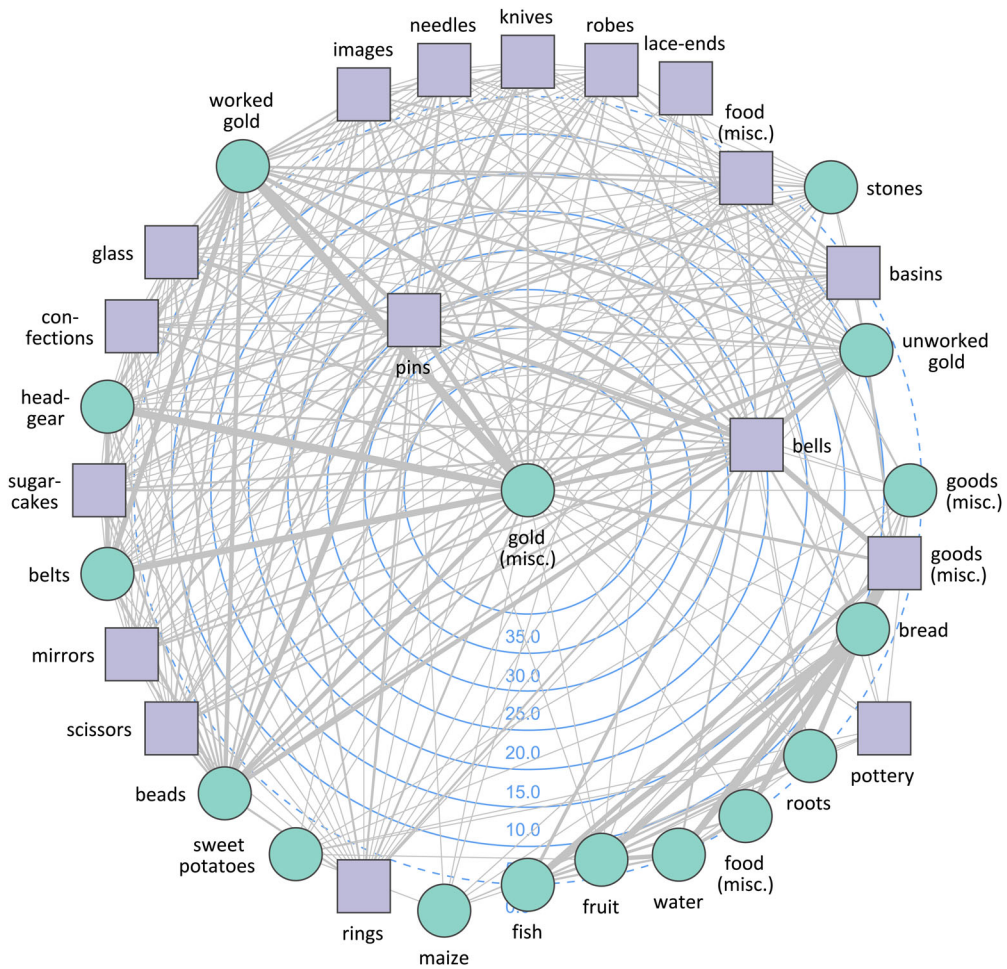 knives
needles
robes
images
lace-ends
worked
gold
food
(misc.)
stones
glass
basins
con-
fections
unworked
gold
pins
head-
gear
bells
sugar-
cakes
goods
(misc.)
gold
(misc.)
belts
goods
(misc.)
35.0
bread
mirrors
30.0
25.0
scissors
20.0
pottery
15.0
beads
roots
10.0
sweet
potatoes
food
(misc.)
water
fruit
rings
fish
maize